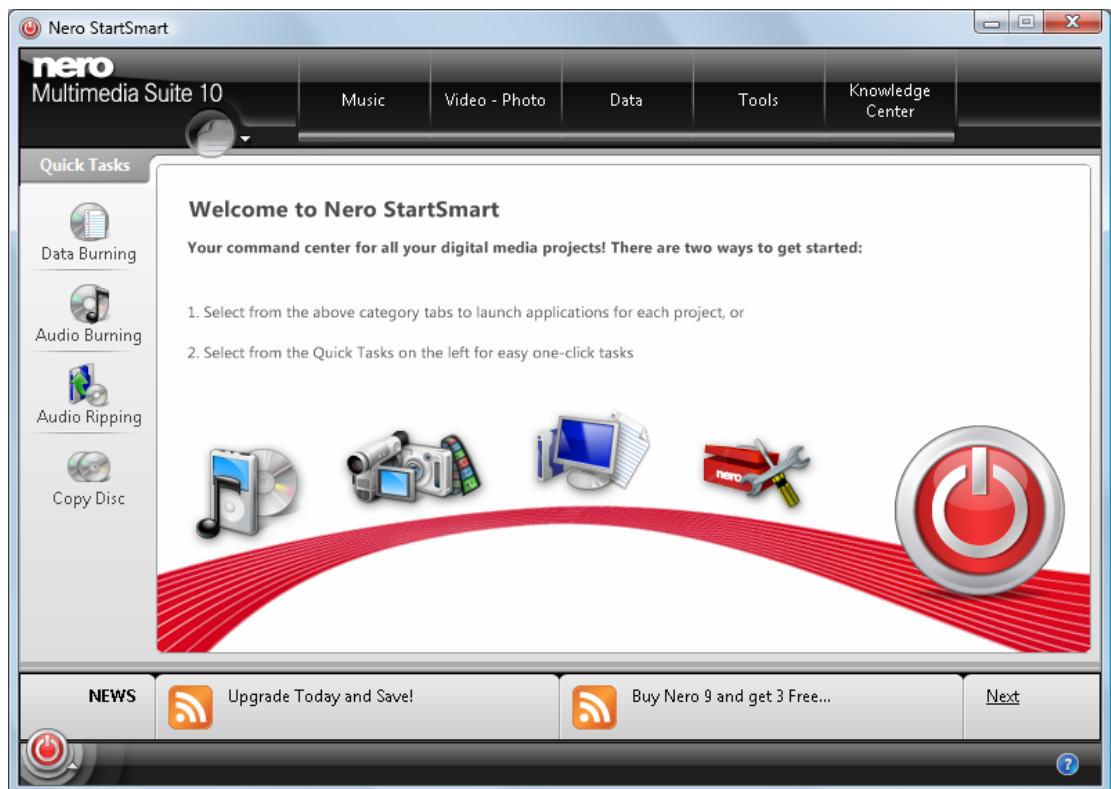 Nero StartSmart
nero
Multimedia Suite 10
Music
Video - Photo
Data
Tools
Knowledge
Center
Quick Tasks
Data Burning
Audio Burning
Audio Ripping
Copy Disc
Welcome to Nero StartSmart
Your command center for all your digital media projects! There are two ways to get started:
1. Select from the above category tabs to launch applications for each project, or
2. Select from the Quick Tasks on the left for easy one-click tasks
nero
NEWS
Upgrade Today and Save!
Buy Nero 9 and get 3 Free...
Next
?